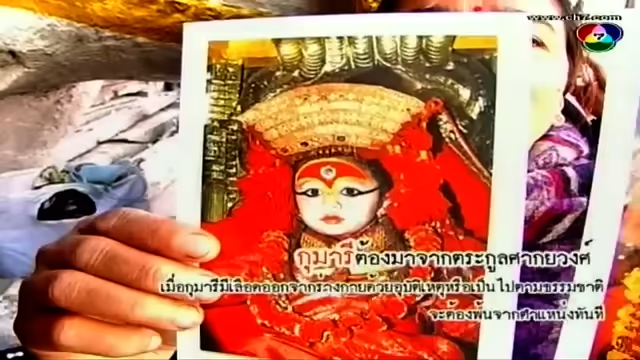 www.ch7.com
7
กุมารีต้องมาจากตระกูลศากยวงศ์
เมื่อกุมารีมีเลือดออกจากร่างกายด้วยอุบัติเหตุหรือเป็นไปตามธรรมชาติ
จะต้องพ้นจากตำแหน่งทันที